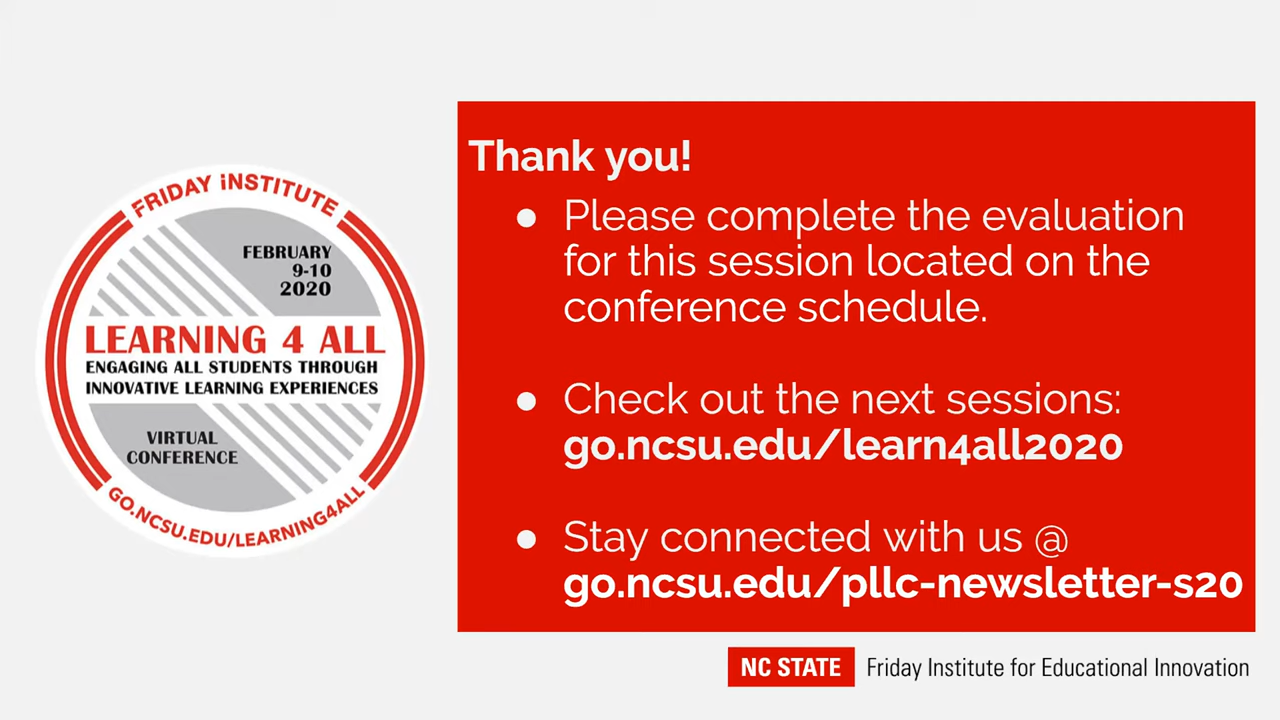 FRIDAY iNSTITUTE
FEBRUARY
9-10
2020
LEARNING 4 ALL
ENGAGING ALL STUDENTS THROUGH
INNOVATIVE LEARNING EXPERIENCES
VIRTUAL
CONFERENCE
GO.NCSU.EDU/LEARNING4ALL
Thank you!
● Please complete the evaluation
for this session located on the
conference schedule.
● Check out the next sessions:
go.ncsu.edu/learn4all2020
● Stay connected with us @
go.ncsu.edu/pllc-newsletter-s20
NC STATE Friday Institute for Educational Innovation